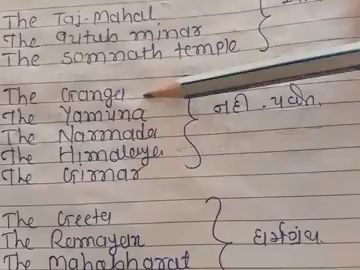 The Taj-Mahal
The qutub minar
The somnath temple
The Ganga
The Yamuna
The Narmada
The Himalaya
The Girnar
નદી . પર્વત.
The Geeta
The Ramayan
The Mahabharat
ધર્મગ્રંથ